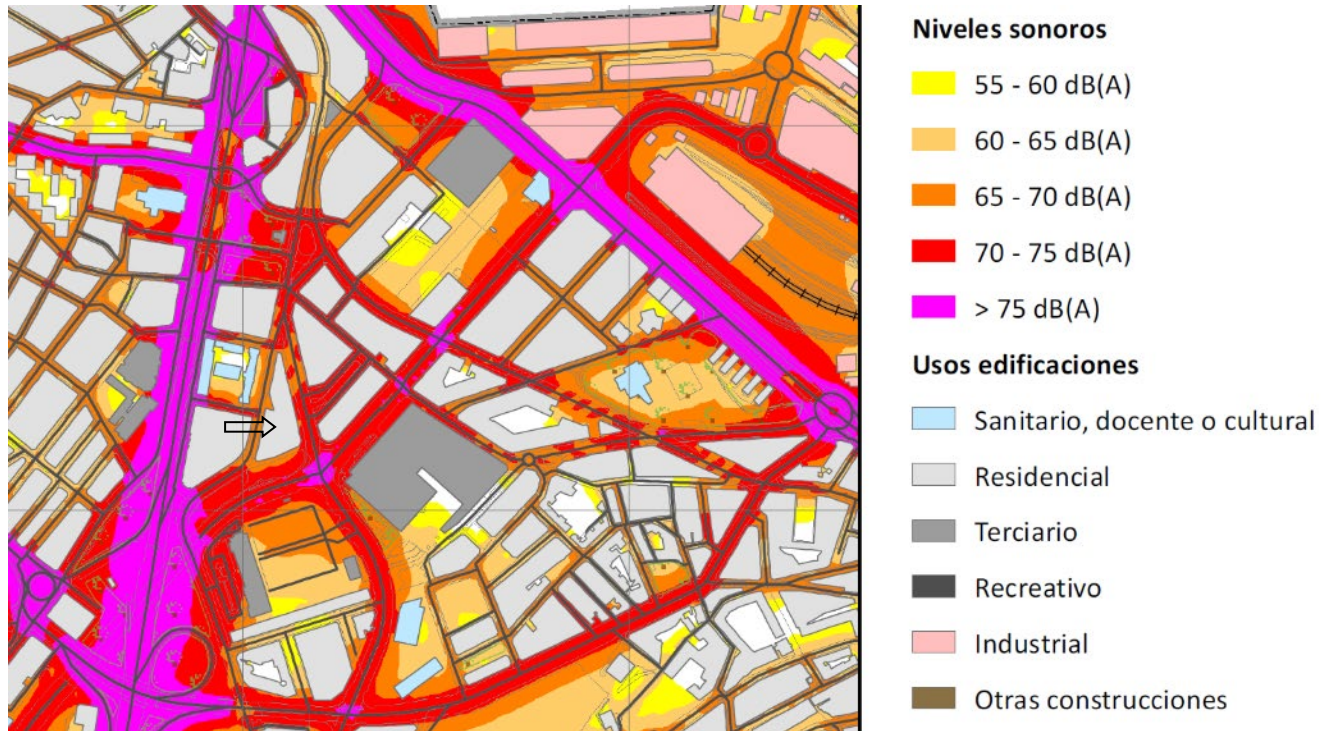 Niveles sonoros
55 - 60 dB(A)
60 - 65 dB(A)
65 - 70 dB(A)
70 - 75 dB(A)
> 75 dB(A)
Usos edificaciones
Sanitario, docente o cultural
Residencial
Terciario
Recreativo
Industrial
Otras construcciones